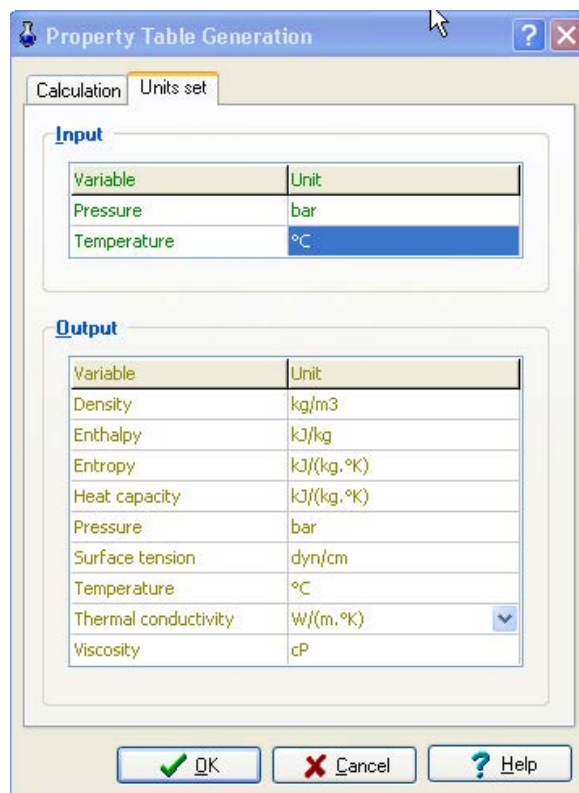 Property Table Generation
Calculation Units set
Input
Variable Unit
Pressure bar
Temperature °C
Output
Variable Unit
Density kg/m3
Enthalpy kJ/kg
Entropy kJ/(kg.°K)
Heat capacity kJ/(kg.°K)
Pressure bar
Surface tension dyn/cm
Temperature °C
Thermal conductivity W/(m.°K)
Viscosity cP
OK Cancel Help